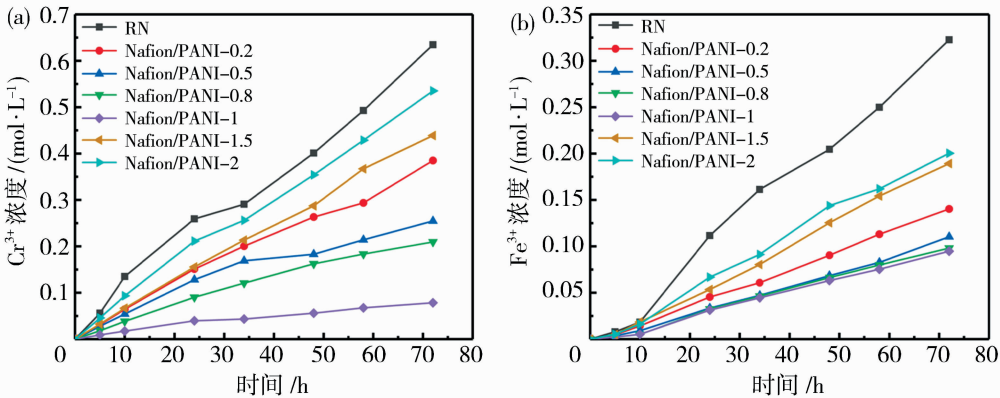 (a)
0.7
0.6
0.5
0.4
0.3
0.2
0.1
0
Cr³⁺ 浓度 /(mol·L⁻¹)
RN
Nafion/PANI-0.2
Nafion/PANI-0.5
Nafion/PANI-0.8
Nafion/PANI-1
Nafion/PANI-1.5
Nafion/PANI-2
10 20 30 40 50 60 70 80
时间 /h
(b)
0.35
0.30
0.25
0.20
0.15
0.10
0.05
0
Fe³⁺ 浓度 /(mol·L⁻¹)
RN
Nafion/PANI-0.2
Nafion/PANI-0.5
Nafion/PANI-0.8
Nafion/PANI-1
Nafion/PANI-1.5
Nafion/PANI-2
10 20 30 40 50 60 70 80
时间 /h